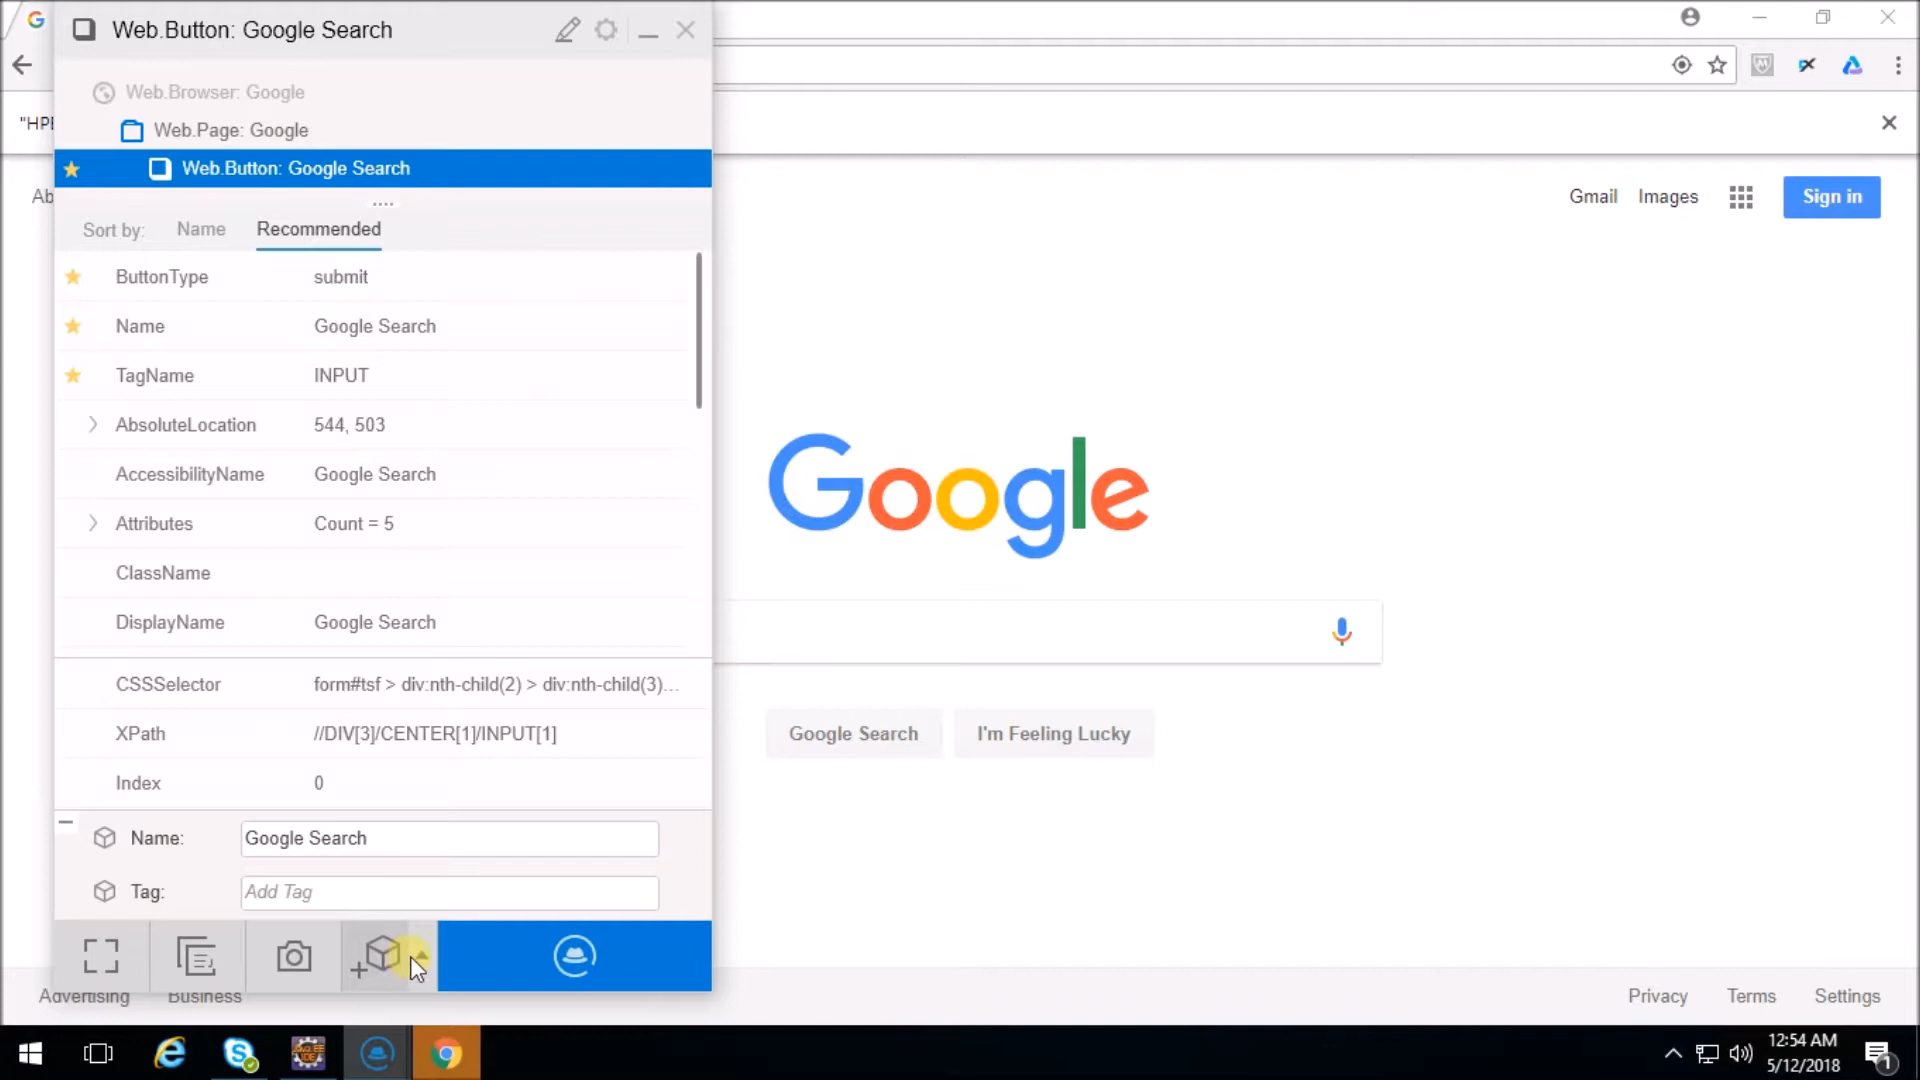 Web.Button: Google Search
Web.Browser: Google
Web.Page: Google
"HP
Web.Button: Google Search
Ab
Gmail Images Sign in
Sort by: Name Recommended
ButtonType submit
Name Google Search
TagName INPUT
AbsoluteLocation 544, 503
AccessibilityName Google Search
Attributes Count = 5
ClassName
DisplayName Google Search
Google
CSSSelector form#tsf > div:nth-child(2) > div:nth-child(3)...
XPath //DIV[3]/CENTER[1]/INPUT[1]
Google Search I'm Feeling Lucky
Index 0
Name: Google Search
Tag: Add Tag
Advertising Business Privacy Terms Settings
12:54 AM
5/12/2018
1